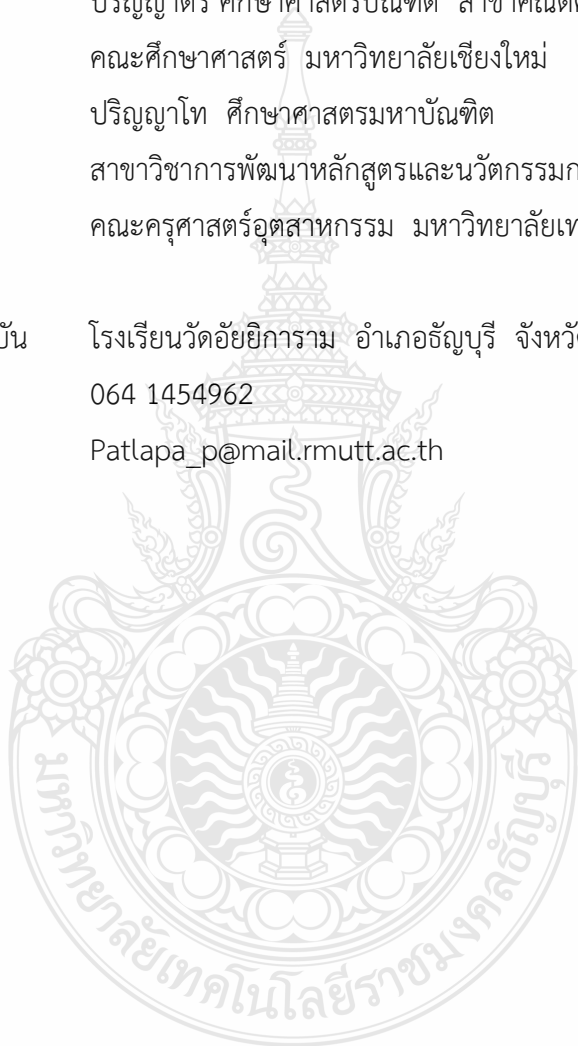 ปริญญาตรี ศึกษาศาสตรบัณฑิต สาขาคณิต
คณะศึกษาศาสตร์ มหาวิทยาลัยเชียงใหม่
ปริญญาโท ศึกษาศาสตรมหาบัณฑิต
สาขาวิชาการพัฒนาหลักสูตรและนวัตกรรมก
คณะครุศาสตร์อุตสาหกรรม มหาวิทยาลัยเท
บัน โรงเรียนวัดอัยยิการาม อำเภอธัญบุรี จังหวั
064 1454962
Patlapa_p@mail.rmutt.ac.th
มหาวิทยาลัยเทคโนโลยีราชมงคลธัญบุรี